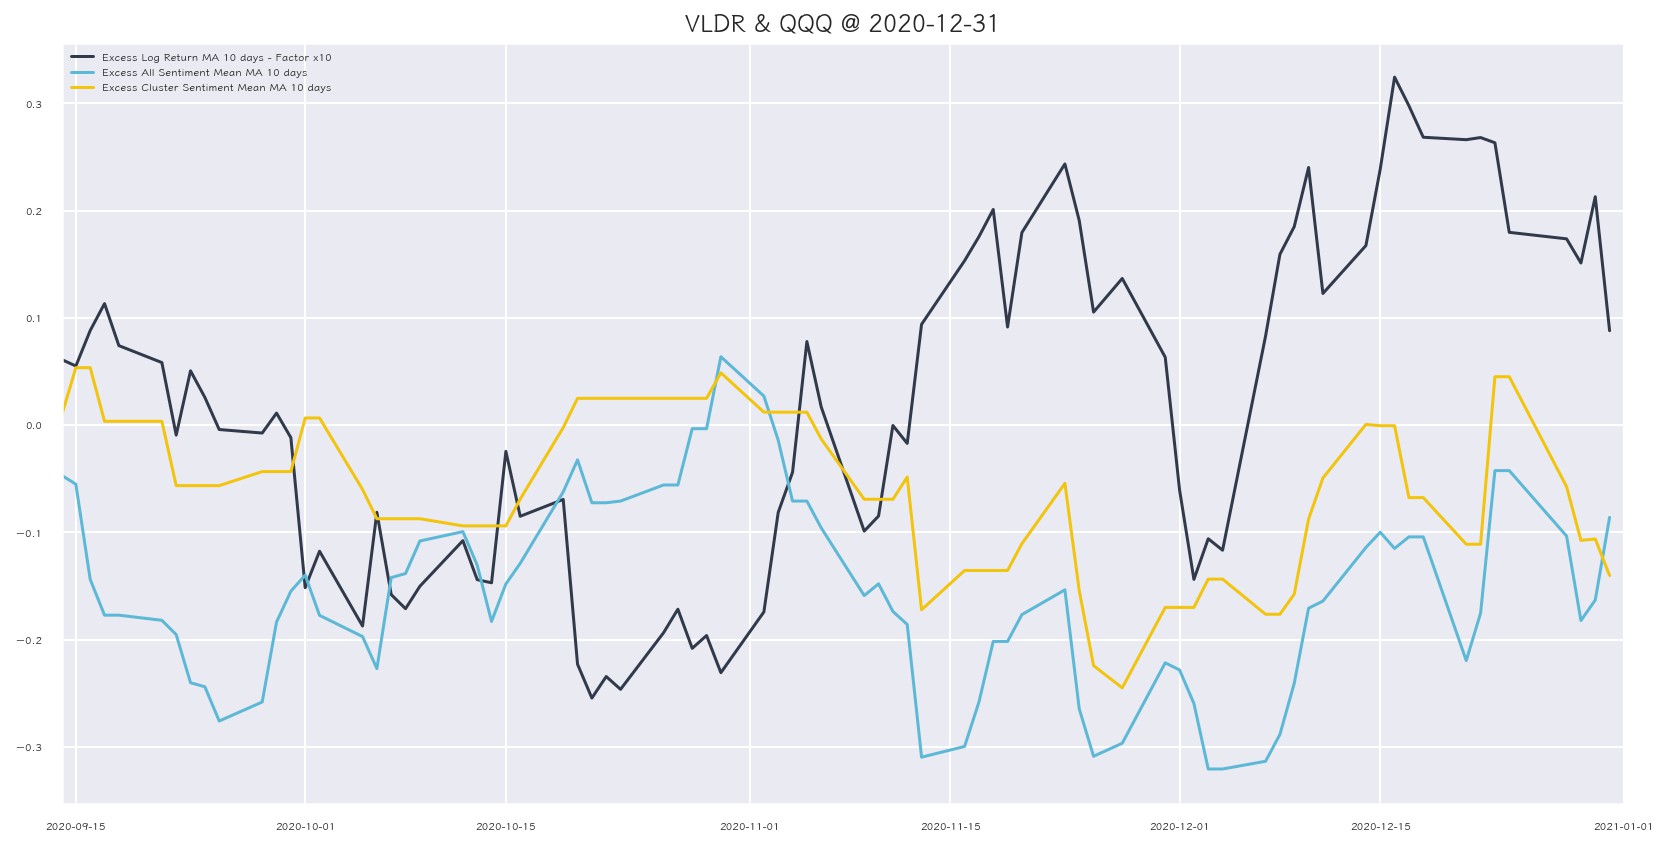 VLDR & QQQ @ 2020-12-31
Excess Log Return MA 10 days - Factor x10
Excess All Sentiment Mean MA 10 days
Excess Cluster Sentiment Mean MA 10 days
0.3
0.2
0.1
0.0
−0.1
−0.2
−0.3
2020-09-15 2020-10-01 2020-10-15 2020-11-01 2020-11-15 2020-12-01 2020-12-15 2021-01-01